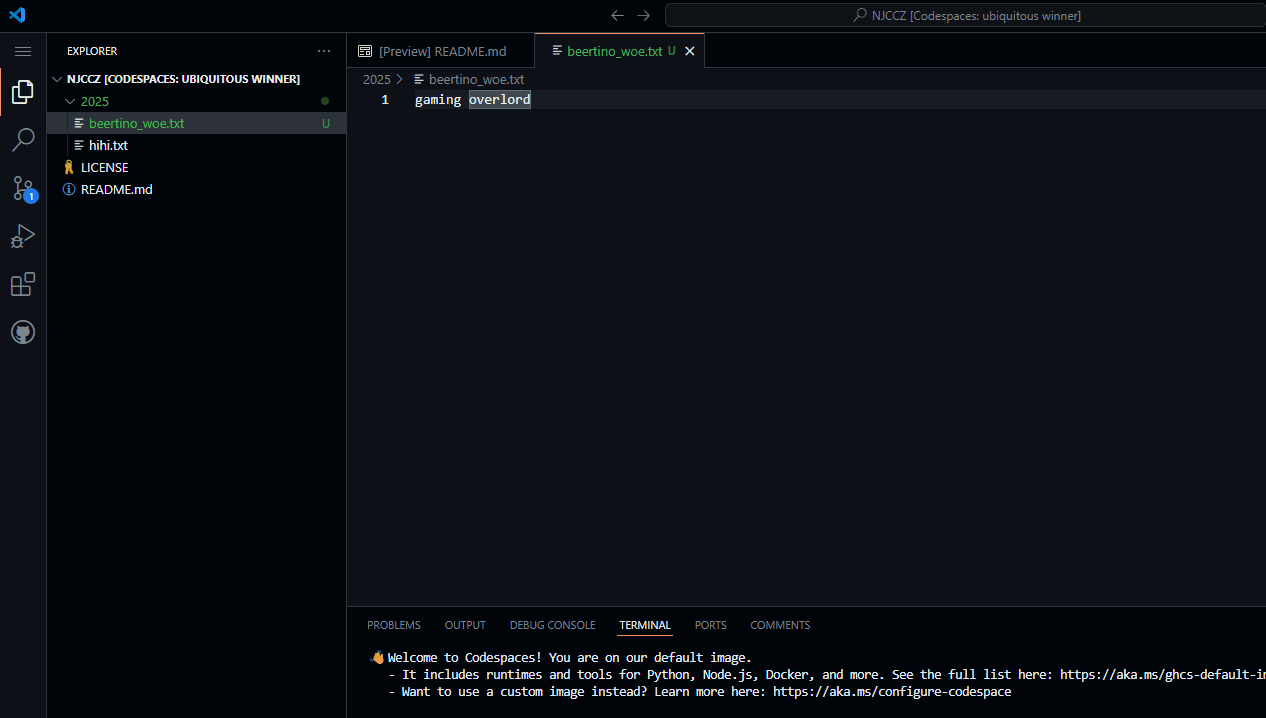 NJCCZ [Codespaces: ubiquitous winner]
EXPLORER
NJCCZ [CODESPACES: UBIQUITOUS WINNER]
2025
beertino_woe.txt U
hihi.txt
LICENSE
README.md
1
[Preview] README.md
beertino_woe.txt U
2025 > beertino_woe.txt
1 gaming overlord
PROBLEMS OUTPUT DEBUG CONSOLE TERMINAL PORTS COMMENTS
Welcome to Codespaces! You are on our default image.
- It includes runtimes and tools for Python, Node.js, Docker, and more. See the full list here: https://aka.ms/ghcs-default-im
- Want to use a custom image instead? Learn more here: https://aka.ms/configure-codespace